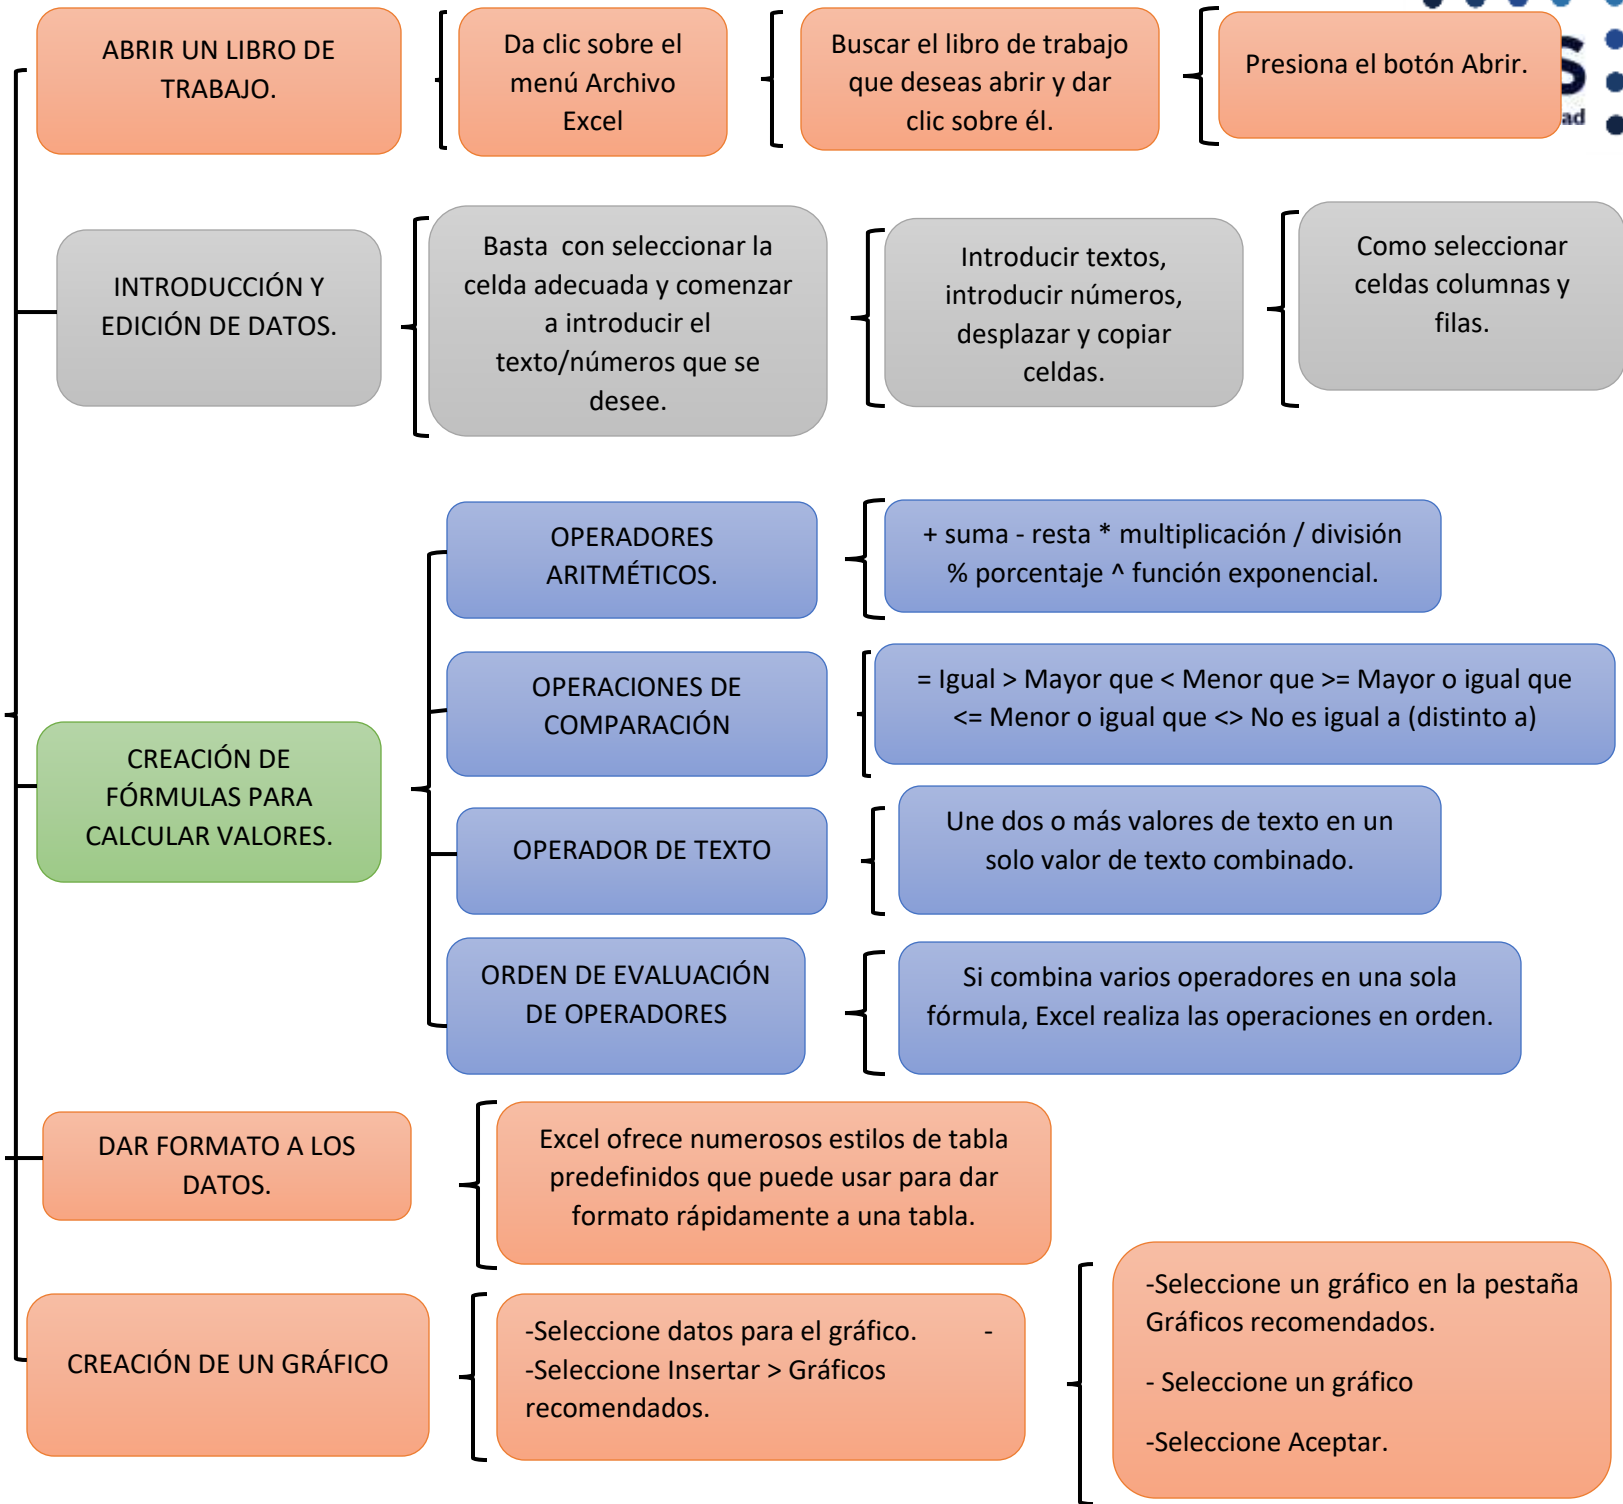 ABRIR UN LIBRO DE
TRABAJO.
Da clic sobre el
menú Archivo
Excel
Buscar el libro de trabajo
que deseas abrir y dar
clic sobre él.
Presiona el botón Abrir.
S
ad
INTRODUCCIÓN Y
EDICIÓN DE DATOS.
Basta  con seleccionar la
celda adecuada y comenzar
a introducir el
texto/números que se
desee.
Introducir textos,
introducir números,
desplazar y copiar
celdas.
Como seleccionar
celdas columnas y
filas.
CREACIÓN DE
FÓRMULAS PARA
CALCULAR VALORES.
OPERADORES
ARITMÉTICOS.
+ suma - resta * multiplicación / división
% porcentaje ^ función exponencial.
OPERACIONES DE
COMPARACIÓN
= Igual > Mayor que < Menor que >= Mayor o igual que
<= Menor o igual que <> No es igual a (distinto a)
OPERADOR DE TEXTO
Une dos o más valores de texto en un
solo valor de texto combinado.
ORDEN DE EVALUACIÓN
DE OPERADORES
Si combina varios operadores en una sola
fórmula, Excel realiza las operaciones en orden.
DAR FORMATO A LOS
DATOS.
Excel ofrece numerosos estilos de tabla
predefinidos que puede usar para dar
formato rápidamente a una tabla.
CREACIÓN DE UN GRÁFICO
-Seleccione datos para el gráfico. -
-Seleccione Insertar > Gráficos
recomendados.
-Seleccione un gráfico en la pestaña
Gráficos recomendados.
- Seleccione un gráfico
-Seleccione Aceptar.